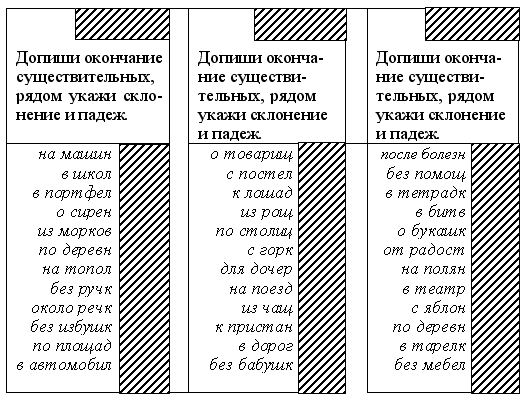 Допиши окончание
существительных,
рядом укажи скло-
нение и падеж.
на машин
в школ
в портфел
о сирен
из морков
по деревн
на топол
без ручк
около речк
без избушк
по площад
в автомобил
Допиши оконча-
ние существи-
тельных, рядом
укажи склонение
и падеж.
о товарищ
с постел
к лошад
из рощ
по столиц
с горк
для дочер
на поезд
из чащ
к пристан
в дорог
без бабушк
Допиши оконча-
ние существи-
тельных, рядом
укажи склонение
и падеж.
после болезн
без помощ
в тетрадк
в битв
о букашк
от радост
на полян
в театр
с яблон
по деревн
в тарелк
без мебел